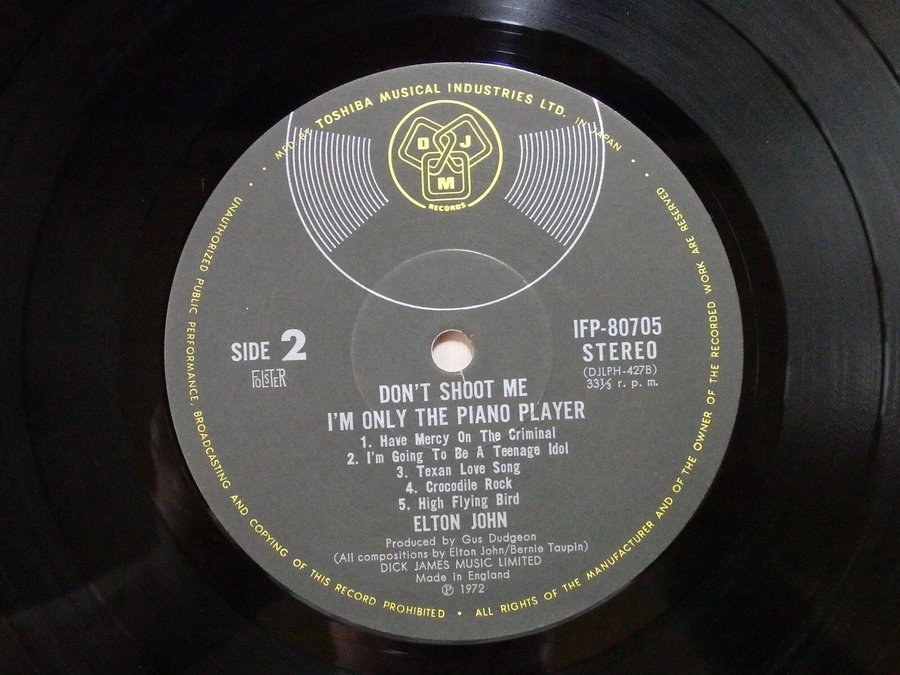 MFD. BY TOSHIBA MUSICAL INDUSTRIES LTD. IN JAPAN
D J M
RECORDS
SIDE 2
FOLSTER
IFP-80705
STEREO
(DJLPH-427B)
33⅓ r. p. m.
DON'T SHOOT ME
I'M ONLY THE PIANO PLAYER
1. Have Mercy On The Criminal
2. I'm Going To Be A Teenage Idol
3. Texan Love Song
4. Crocodile Rock
5. High Flying Bird
ELTON JOHN
Produced by Gus Dudgeon
(All compositions by Elton John/Bernie Taupin)
DICK JAMES MUSIC LIMITED
Made in England
℗ 1972
• UNAUTHORIZED PUBLIC PERFORMANCE, BROADCASTING AND COPYING OF THIS RECORD PROHIBITED • ALL RIGHTS OF THE MANUFACTURER AND OF THE OWNER OF THE RECORDED WORK ARE RESERVED •